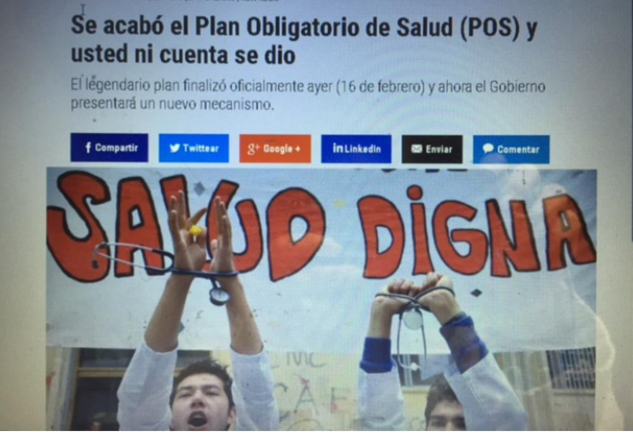 Se acabó el Plan Obligatorio de Salud (POS) y
usted ni cuenta se dio
El legendario plan finalizó oficialmente ayer (16 de febrero) y ahora el Gobierno
presentará un nuevo mecanismo.
f Compartir
Twittear
g+ Google +
in LinkedIn
Enviar
Comentar
SALUD DIGNA